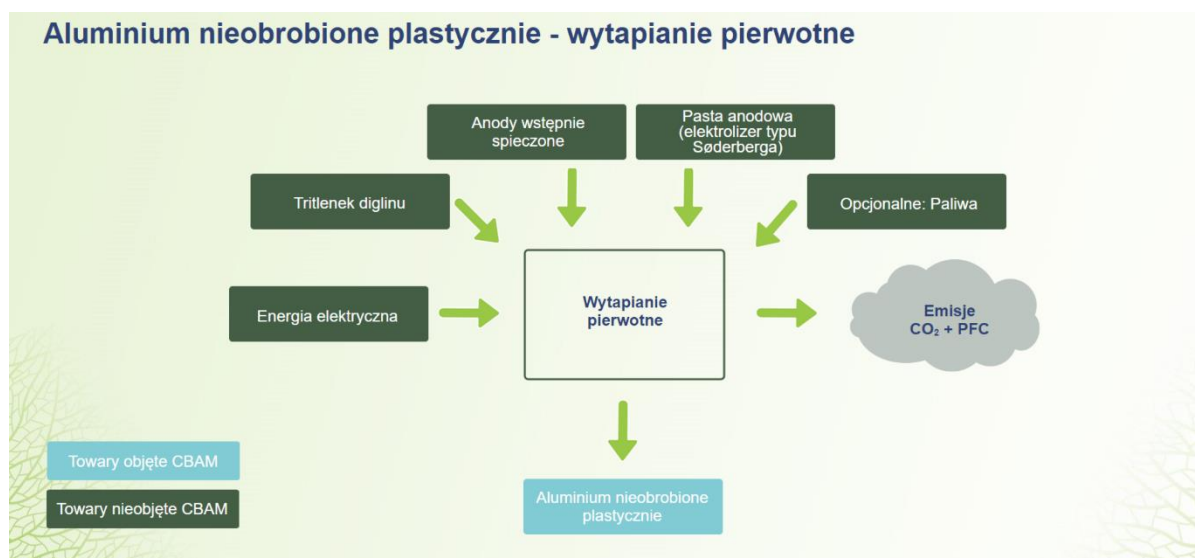 Aluminium nieobrobione plastycznie - wytapianie pierwotne
Anody wstępnie
spieczone
Pasta anodowa
(elektrolizer typu
Søderberga)
Tritlenek diglinu
Opcjonalne: Paliwa
Energia elektryczna
Wytapianie
pierwotne
Emisje
CO₂ + PFC
Towary objęte CBAM
Towary nieobjęte CBAM
Aluminium nieobrobione
plastycznie